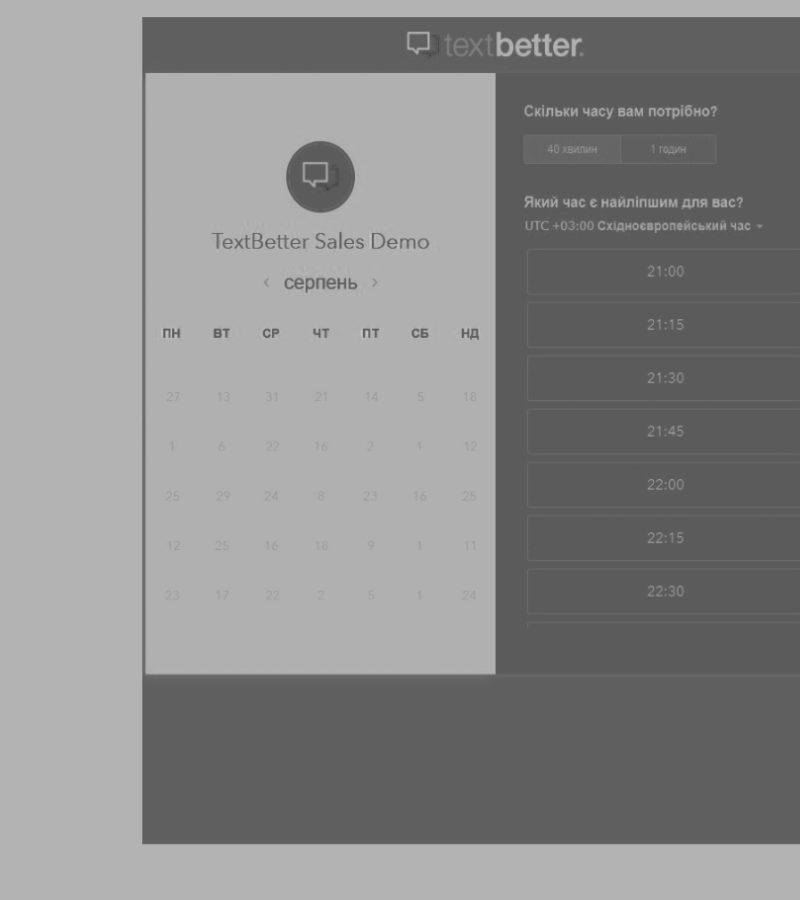 textbetter.
TextBetter Sales Demo
< серпень >
ПН ВТ СР ЧТ ПТ СБ НД
27 13 31 21 14 5 18
1 6 22 16 2 1 12
25 29 24 8 23 16 25
12 25 16 18 9 1 11
23 17 22 2 5 1 24
Скільки часу вам потрібно?
40 хвилин 1 годин
Який час є найліпшим для вас?
UTC +03:00 Східноєвропейський час
21:00
21:15
21:30
21:45
22:00
22:15
22:30